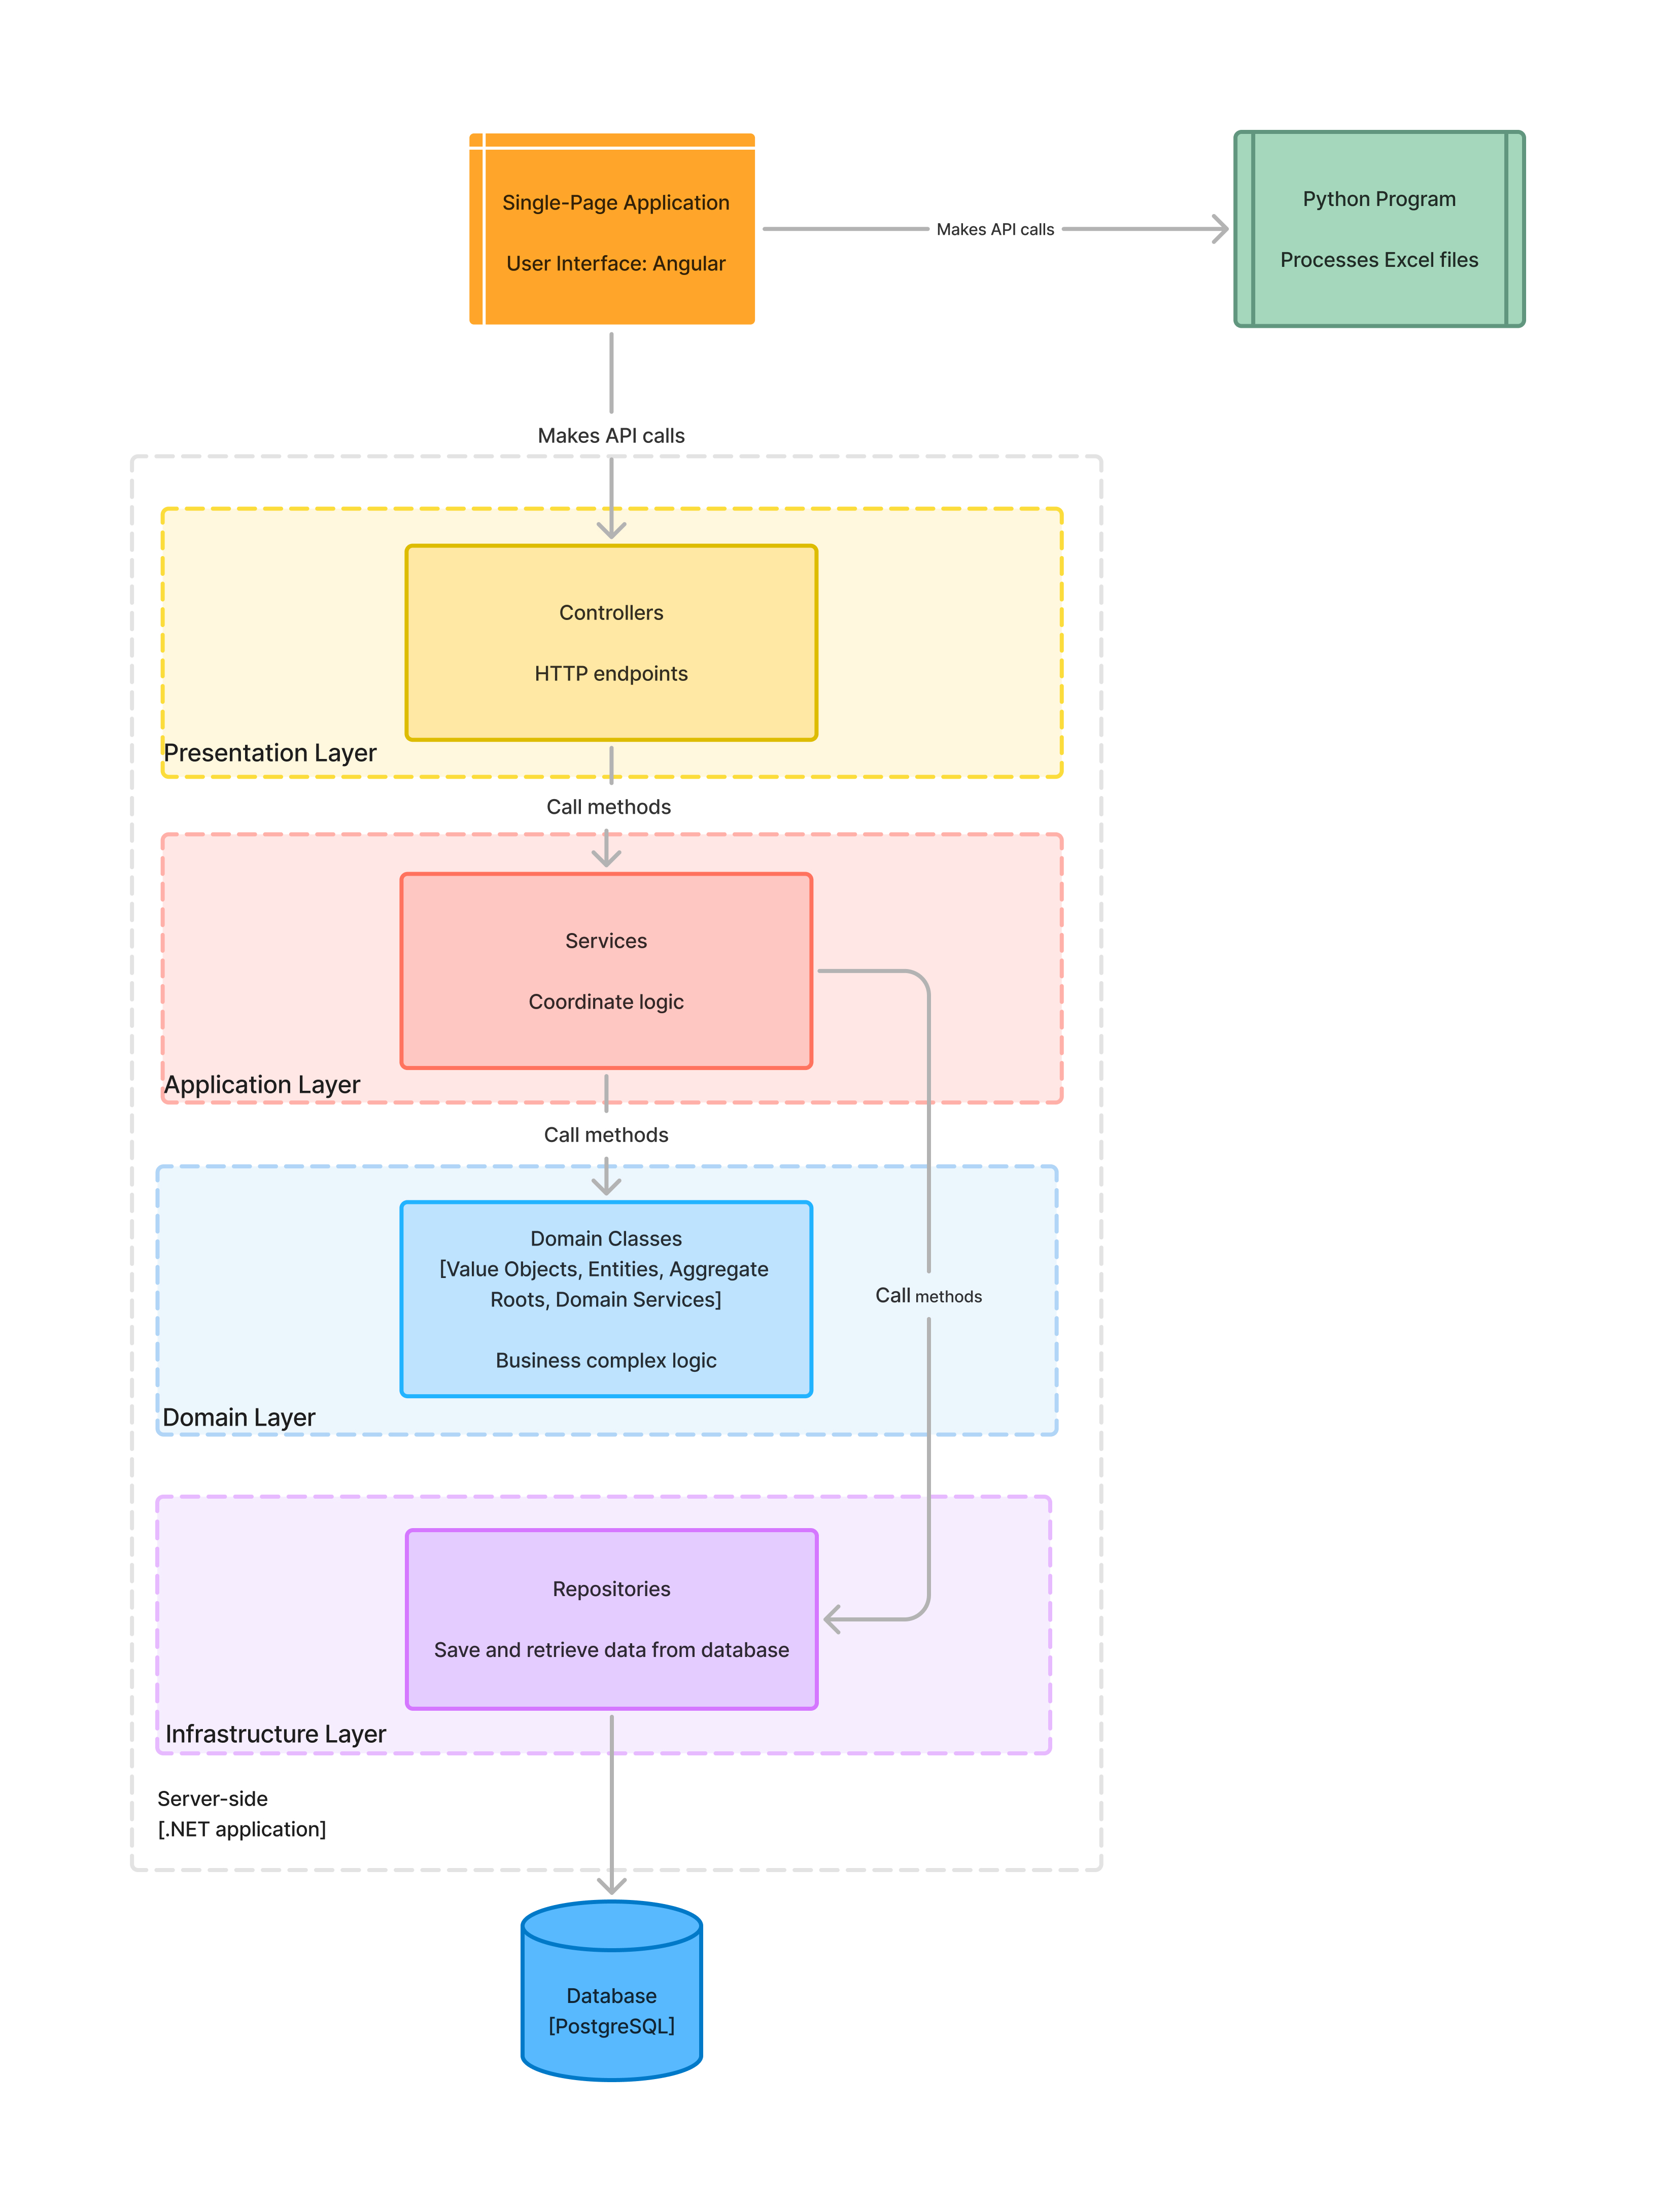 Single-Page Application
User Interface: Angular
Makes API calls
Python Program
Processes Excel files
Makes API calls
Controllers
HTTP endpoints
Presentation Layer
Call methods
Services
Coordinate logic
Application Layer
Call methods
Domain Classes
[Value Objects, Entities, Aggregate
Roots, Domain Services]
Business complex logic
Call methods
Domain Layer
Repositories
Save and retrieve data from database
Infrastructure Layer
Server-side
[.NET application]
Database
[PostgreSQL]